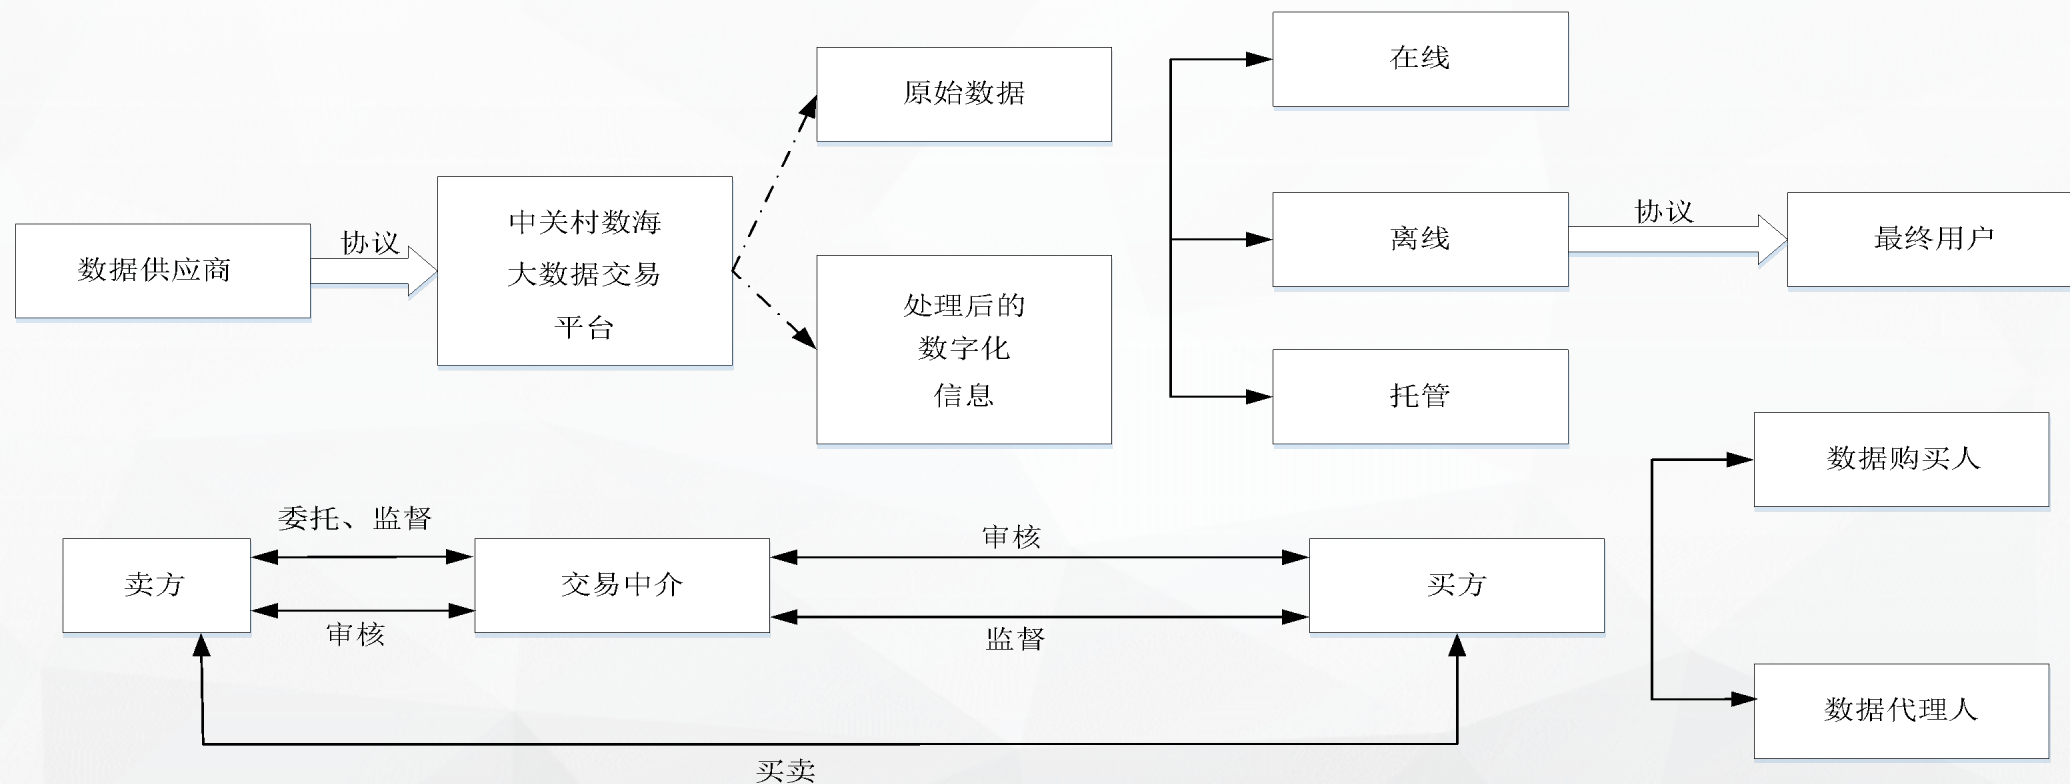 在线
原始数据
协议
离线
协议
最终用户
数据供应商
中关村数海
大数据交易
平台
处理后的
数字化
信息
托管
数据购买人
委托、监督
审核
卖方
交易中介
买方
审核
监督
数据代理人
买卖